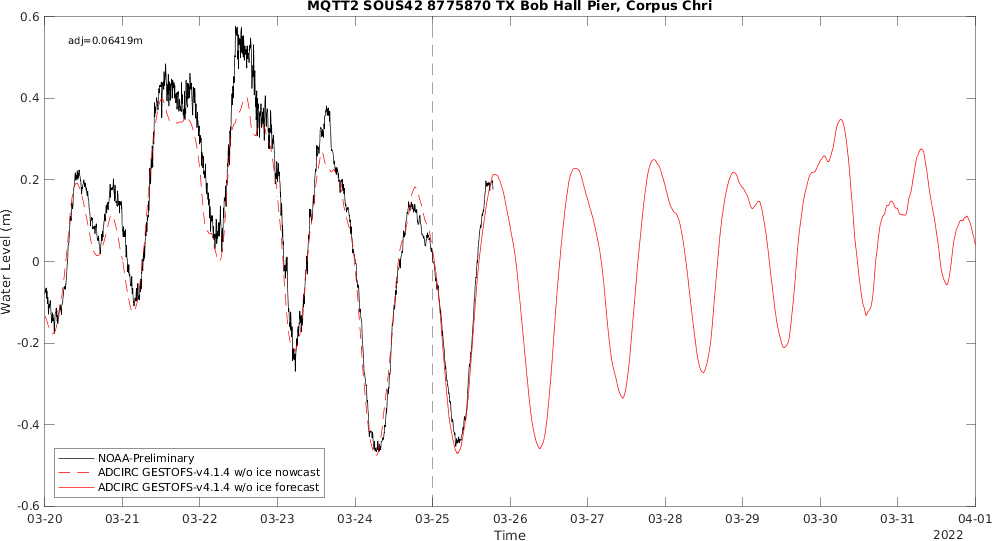 MQTT2 SOUS42 8775870 TX Bob Hall Pier, Corpus Chri
adj=0.06419m
0.6
0.4
0.2
0
-0.2
-0.4
-0.6
Water Level (m)
NOAA-Preliminary
ADCIRC GESTOFS-v4.1.4 w/o ice nowcast
ADCIRC GESTOFS-v4.1.4 w/o ice forecast
03-20 03-21 03-22 03-23 03-24 03-25 03-26 03-27 03-28 03-29 03-30 03-31 04-01
Time
2022